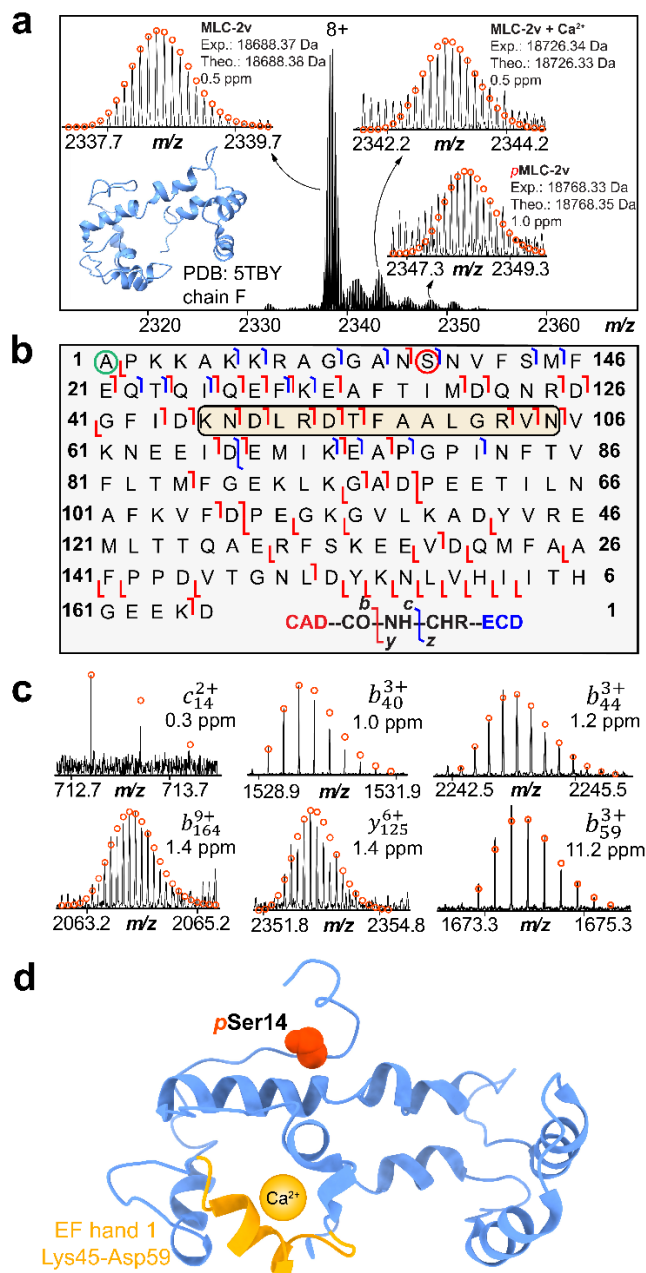 a
MLC-2v
Exp.: 18688.37 Da
Theo.: 18688.38 Da
0.5 ppm
2337.7 m/z 2339.7
8+
MLC-2v + Ca²⁺
Exp.: 18726.34 Da
Theo.: 18726.33 Da
0.5 ppm
2342.2 2344.2
pMLC-2v
Exp.: 18768.33 Da
Theo.: 18768.35 Da
1.0 ppm
2347.3 m/z 2349.3
PDB: 5TBY
chain F
2320 2340 2360 m/z
b
1 A P K K A K K R A G G A N S N V F S M F 146
21 E Q T Q I Q E F K E A F T I M D Q N R D 126
41 G F I D K N D L R D T F A A L G R V N V 106
61 K N E E I D E M I K E A P G P I N F T V 86
81 F L T M F G E K L K G A D P E E T I L N 66
101 A F K V F D P E G K G V L K A D Y V R E 46
121 M L T T Q A E R F S K E E V D Q M F A A 26
141 F P P D V T G N L D Y K N L V H I I T H 6
161 G E E K D 1
b c
CAD--CO-NH-CHR--ECD
y z
c
c₁₄²⁺
0.3 ppm
712.7 m/z 713.7
b₄₀³⁺
1.0 ppm
1528.9 m/z 1531.9
b₄₄³⁺
1.2 ppm
2242.5 m/z 2245.5
b₁₆₄⁹⁺
1.4 ppm
2063.2 m/z 2065.2
y₁₂₅⁶⁺
1.4 ppm
2351.8 m/z 2354.8
b₅₉³⁺
11.2 ppm
1673.3 m/z 1675.3
d
pSer14
Ca²⁺
EF hand 1
Lys45-Asp59